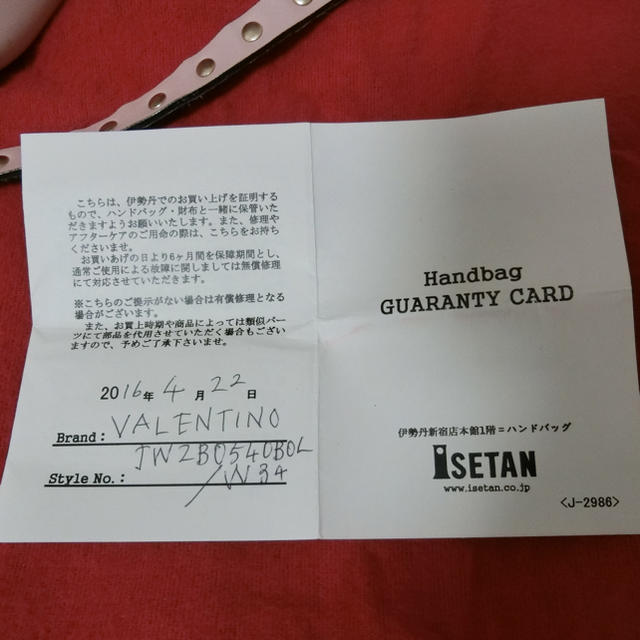 こちらは、伊勢丹でのお買い上げを証明する
もので、ハンドバッグ・財布と一緒に保管いた
だきますようお願いいたします。また、修理や
アフターケアのご用命の際は、こちらをお持ち
くださいませ。
お買いあげの日より6ヶ月間を保障期間とし、
通常ご使用による故障に関しましては無償修理
にて対応させていただきます。
※こちらのご提示がない場合は有償修理となる
場合がございます。
また、お買上時期や商品によっては類似パー
ツにて部品を代用させていただく場合もござい
ますので、予めご了承下さいませ。
2016年 4月 22日
Brand: VALENTINO
JW2B0540BOL
Style No.: /W34
Handbag
GUARANTY CARD
伊勢丹新宿店本館1階=ハンドバッグ
ISETAN
www.isetan.co.jp
<J-2986>